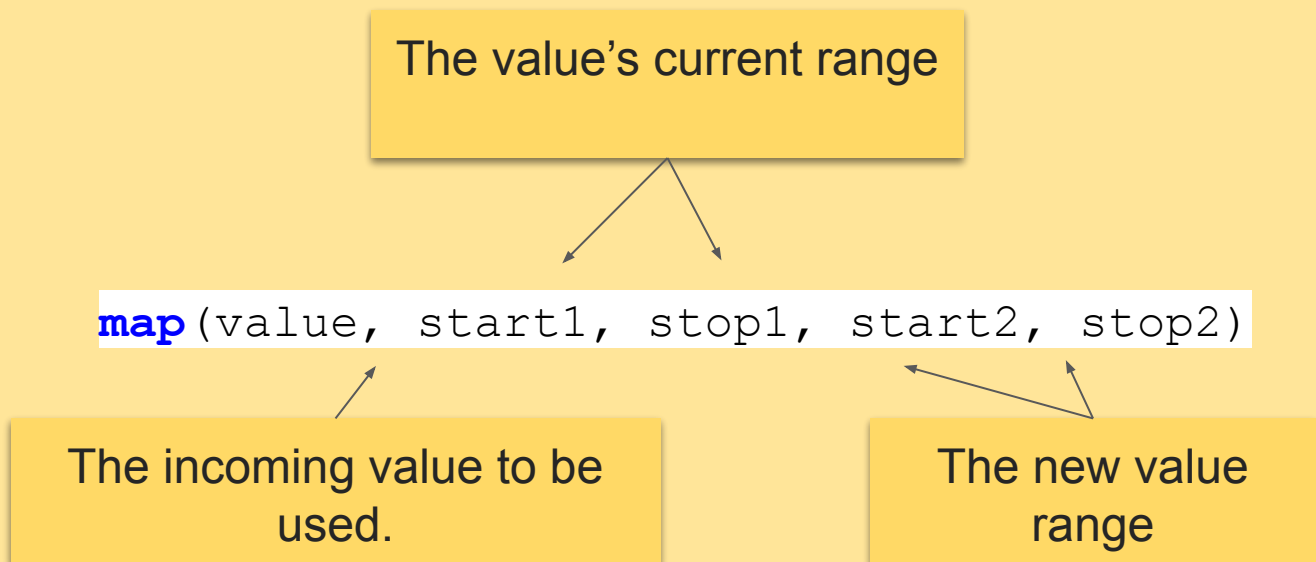 The value’s current range
map(value, start1, stop1, start2, stop2)
The incoming value to be
used.
The new value
range